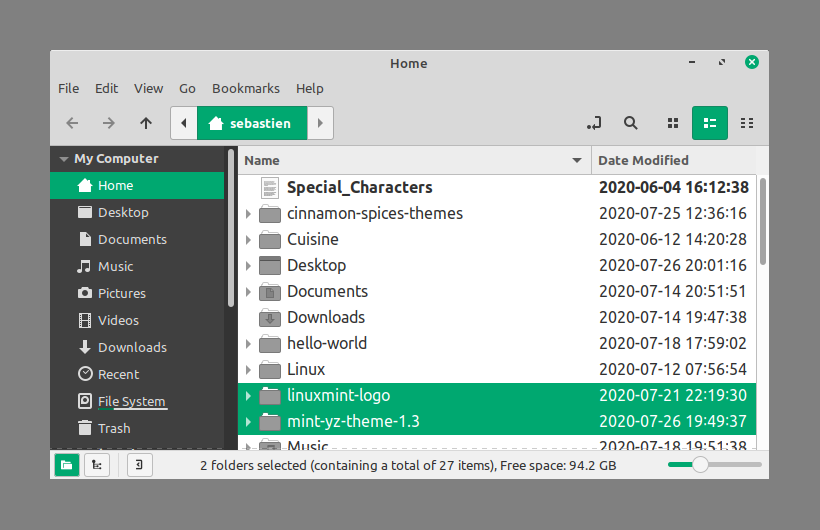 Home
File Edit View Go Bookmarks Help
sebastien
My Computer
Home
Desktop
Documents
Music
Pictures
Videos
Downloads
Recent
File System
Trash
Name Date Modified
Special_Characters 2020-06-04 16:12:38
cinnamon-spices-themes 2020-07-25 12:36:16
Cuisine 2020-06-12 14:20:28
Desktop 2020-07-26 20:01:16
Documents 2020-07-14 20:51:51
Downloads 2020-07-14 19:47:38
hello-world 2020-07-18 17:59:02
Linux 2020-07-12 07:56:54
linuxmint-logo 2020-07-21 22:19:30
mint-yz-theme-1.3 2020-07-26 19:49:37
Music 2020-07-18 19:51:38
2 folders selected (containing a total of 27 items), Free space: 94.2 GB